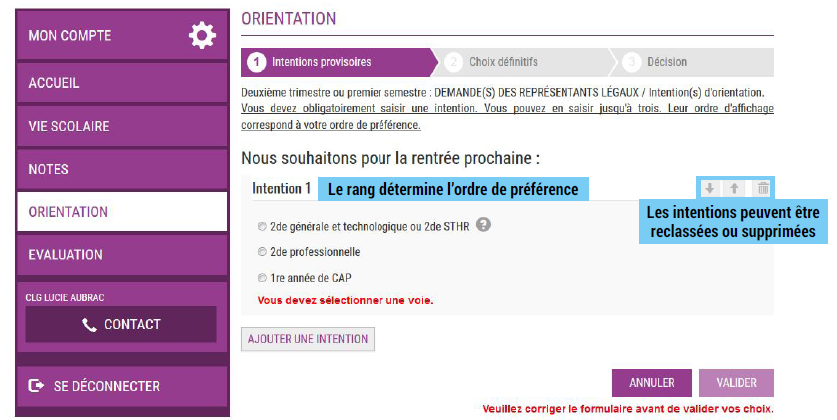 MON COMPTE
ACCUEIL
VIE SCOLAIRE
NOTES
ORIENTATION
EVALUATION
CLG LUCIE AUBRAC
CONTACT
SE DÉCONNECTER
ORIENTATION
1 Intentions provisoires
2 Choix définitifs
3 Décision
Deuxième trimestre ou premier semestre : DEMANDE(S) DES REPRÉSENTANTS LÉGAUX / Intention(s) d'orientation.
Vous devez obligatoirement saisir une intention. Vous pouvez en saisir jusqu'à trois. Leur ordre d'affichage
correspond à votre ordre de préférence.
Nous souhaitons pour la rentrée prochaine :
Intention 1
Le rang détermine l'ordre de préférence
Les intentions peuvent être
reclassées ou supprimées
2de générale et technologique ou 2de STHR ?
2de professionnelle
1re année de CAP
Vous devez sélectionner une voie.
AJOUTER UNE INTENTION
ANNULER
VALIDER
Veuillez corriger le formulaire avant de valider vos choix.